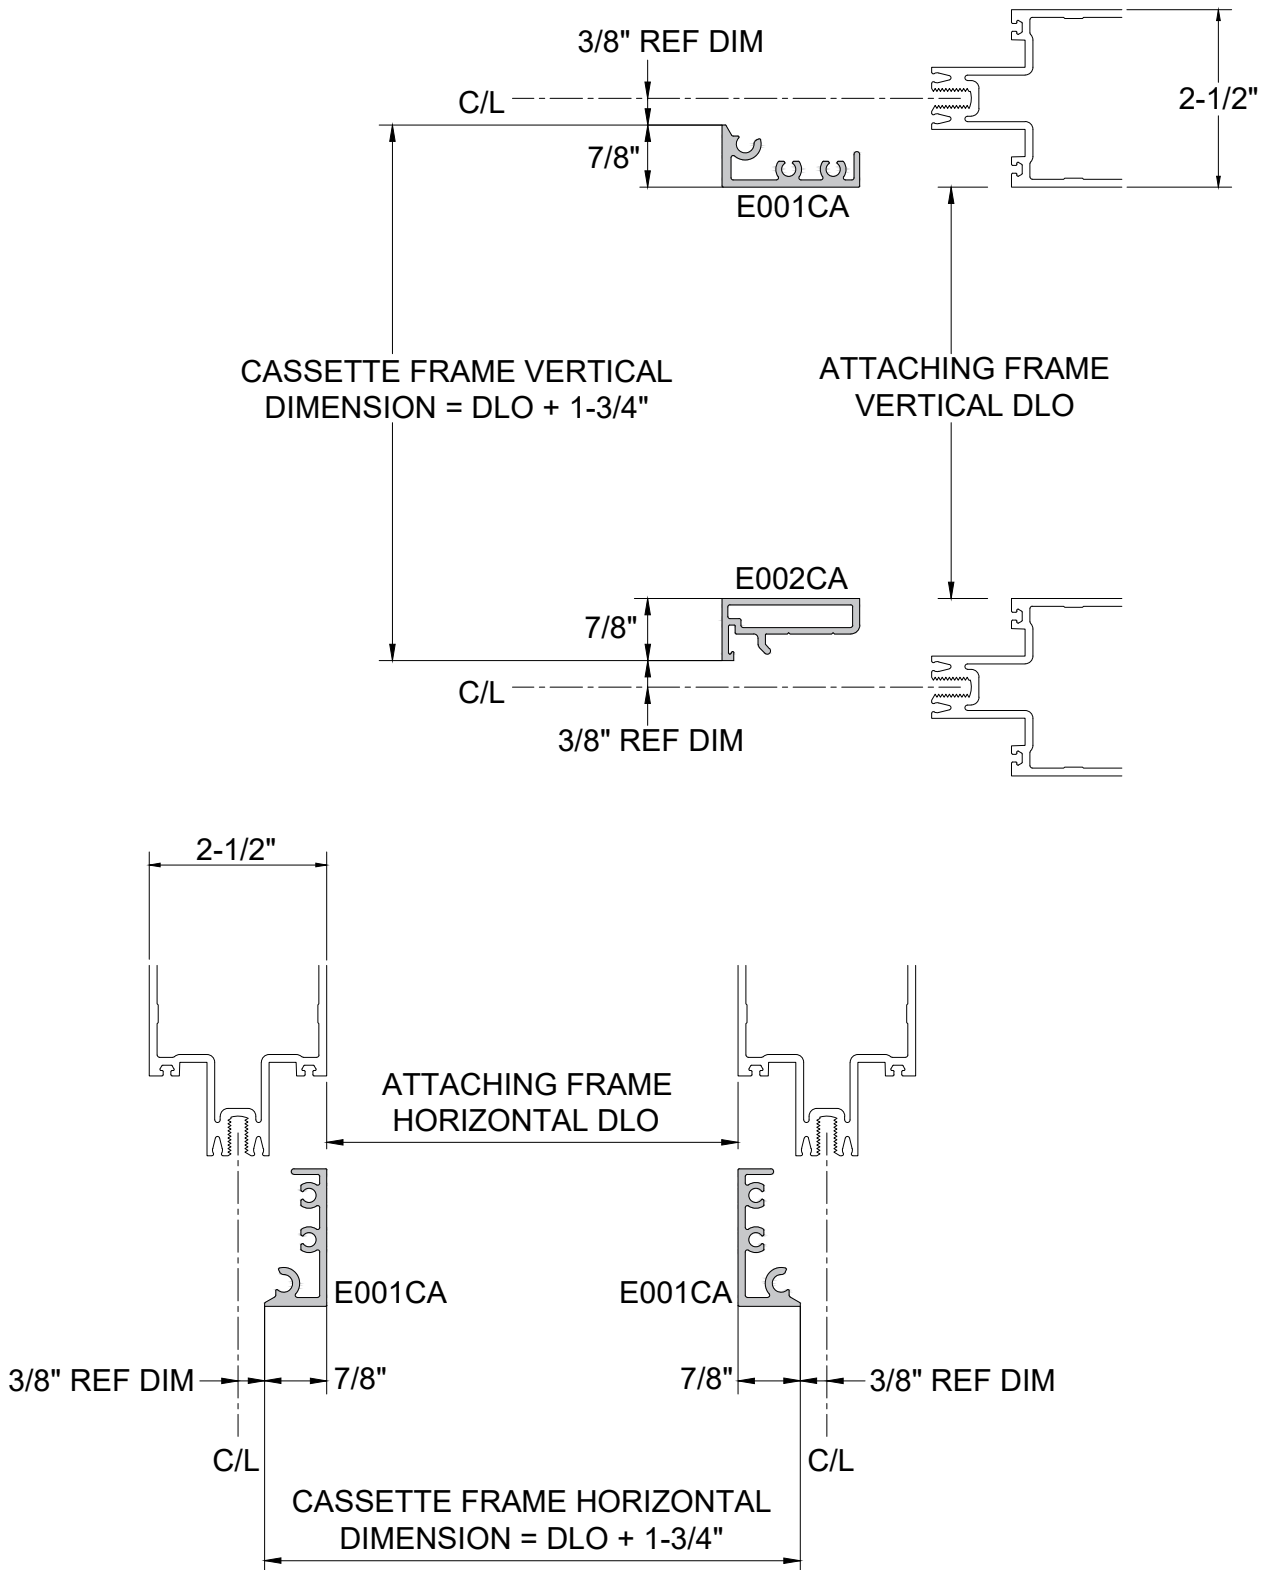 3/8" REF DIM
C/L
2-1/2"
7/8"
E001CA
CASSETTE FRAME VERTICAL
DIMENSION = DLO + 1-3/4"
ATTACHING FRAME
VERTICAL DLO
E002CA
7/8"
C/L
3/8" REF DIM
2-1/2"
ATTACHING FRAME
HORIZONTAL DLO
E001CA
E001CA
3/8" REF DIM
7/8"
7/8"
3/8" REF DIM
C/L
C/L
CASSETTE FRAME HORIZONTAL
DIMENSION = DLO + 1-3/4"